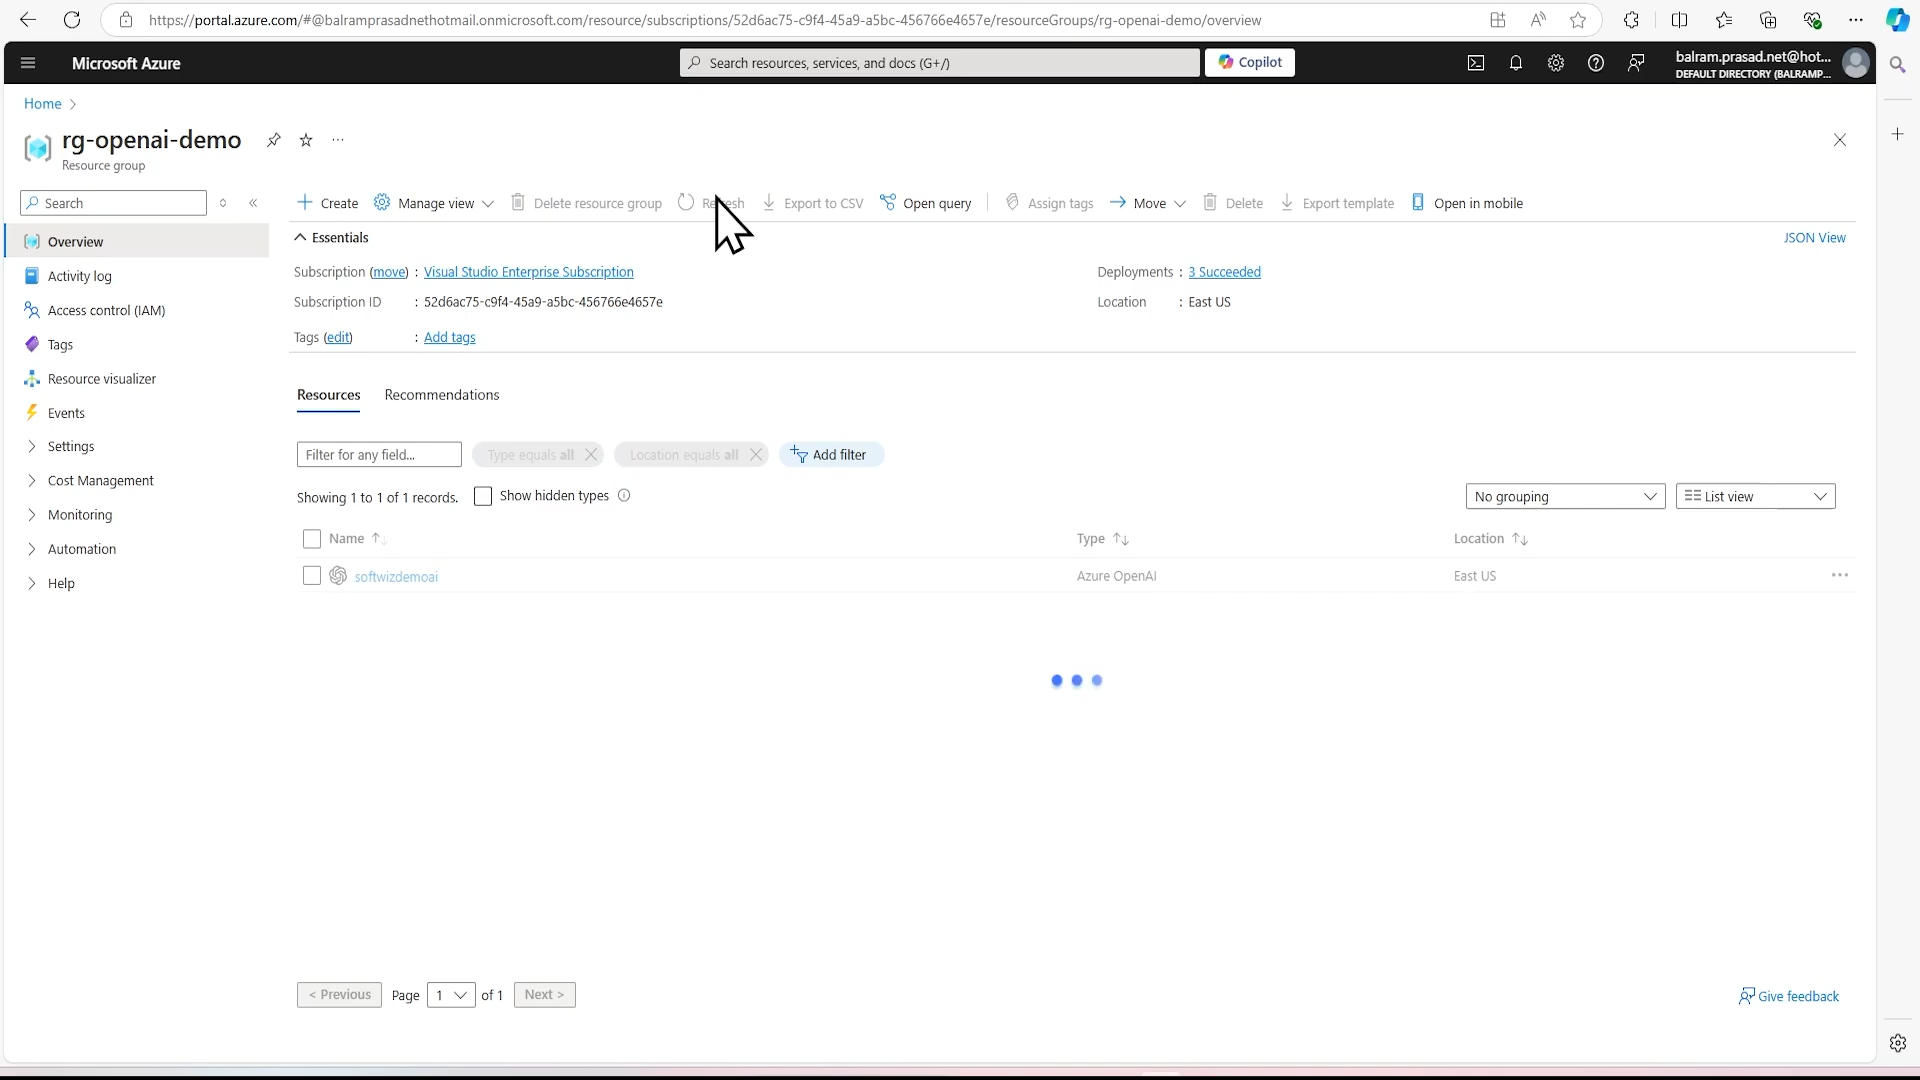 https://portal.azure.com/#@balramprasadnethotmail.onmicrosoft.com/resource/subscriptions/52d6ac75-c9f4-45a9-a5bc-456766e4657e/resourceGroups/rg-openai-demo/overview
Microsoft Azure
Search resources, services, and docs (G+/)
Copilot
balram.prasad.net@hot...
DEFAULT DIRECTORY (BALRAMP...
Home >
rg-openai-demo
Resource group
Search
Create
Manage view
Delete resource group
Refresh
Export to CSV
Open query
Assign tags
Move
Delete
Export template
Open in mobile
Overview
Activity log
Access control (IAM)
Tags
Resource visualizer
Events
Settings
Cost Management
Monitoring
Automation
Help
Essentials
JSON View
Subscription (move) : Visual Studio Enterprise Subscription
Deployments : 3 Succeeded
Subscription ID : 52d6ac75-c9f4-45a9-a5bc-456766e4657e
Location : East US
Tags (edit) : Add tags
Resources Recommendations
Filter for any field...
Type equals all
Location equals all
Add filter
Showing 1 to 1 of 1 records.
Show hidden types
No grouping
List view
Name Type Location
softwizdemoai Azure OpenAI East US
< Previous Page 1 of 1 Next >
Give feedback